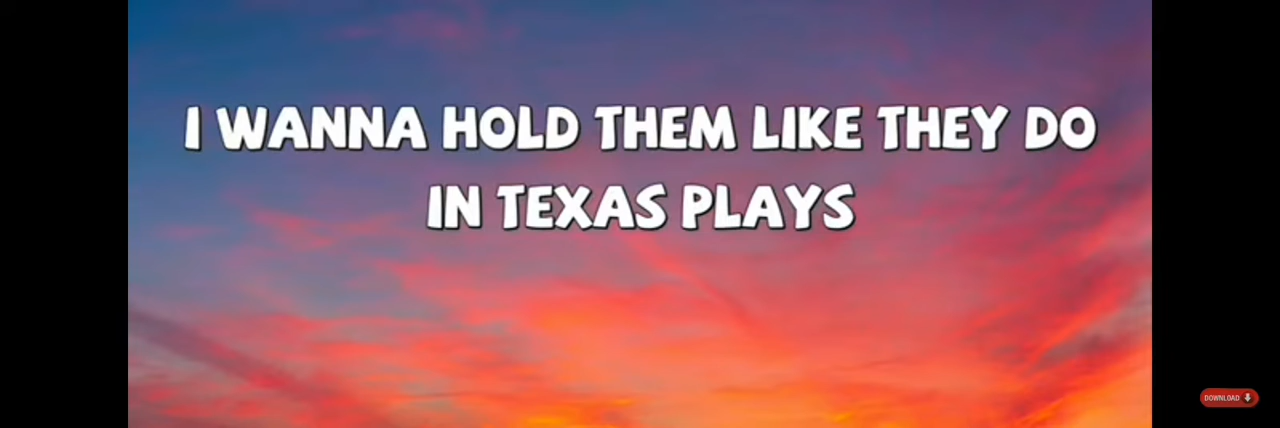 I WANNA HOLD THEM LIKE THEY DO
IN TEXAS PLAYS
DOWNLOAD